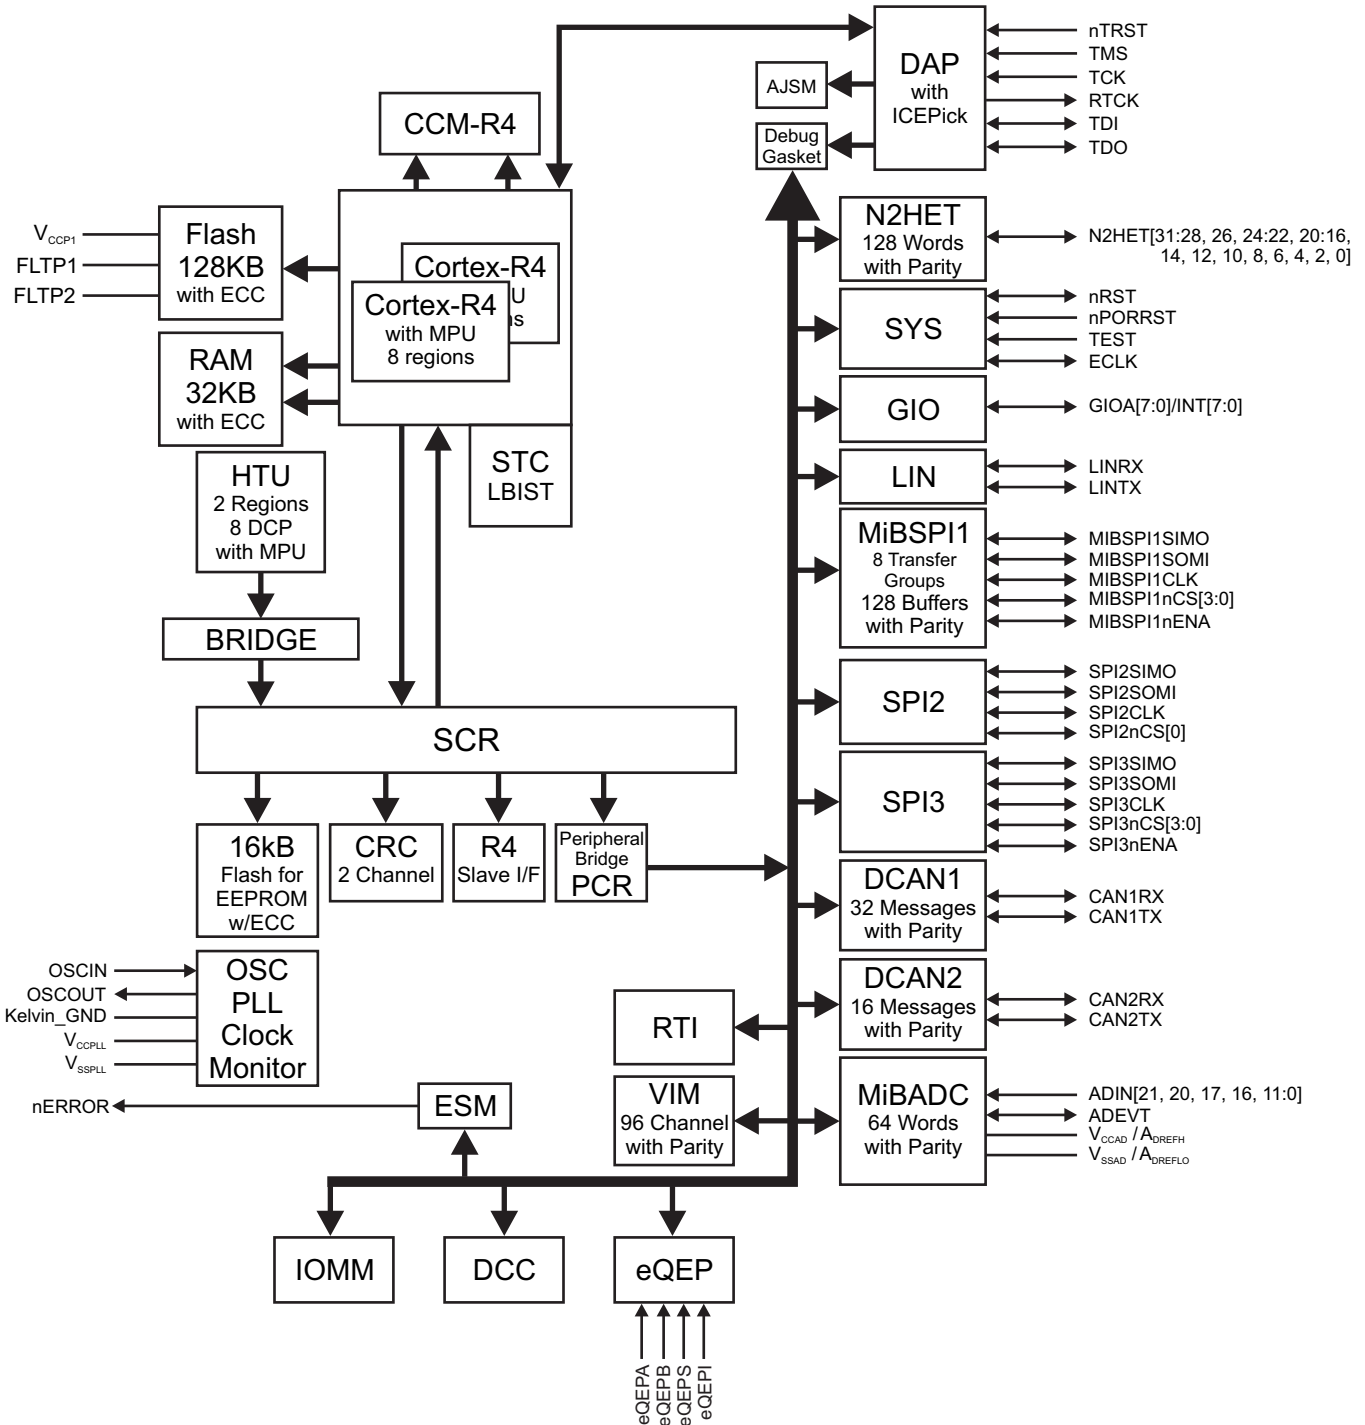 DAP
with
ICEPick
nTRST
TMS
TCK
RTCK
TDI
TDO
AJSM
Debug
Gasket
CCM-R4
Flash
128KB
with ECC
V CCP1
FLTP1
FLTP2
Cortex-R4
U
ns
Cortex-R4
with MPU
8 regions
RAM
32KB
with ECC
HTU
2 Regions
8 DCP
with MPU
STC
LBIST
BRIDGE
SCR
16kB
Flash for
EEPROM
w/ECC
CRC
2 Channel
R4
Slave I/F
Peripheral
Bridge
PCR
OSC
PLL
Clock
Monitor
OSCIN
OSCOUT
Kelvin_GND
V CCPLL
V SSPLL
nERROR
ESM
RTI
VIM
96 Channel
with Parity
IOMM
DCC
eQEP
eQEPA
eQEPB
eQEPS
eQEPI
N2HET
128 Words
with Parity
N2HET[31:28, 26, 24:22, 20:16,
14, 12, 10, 8, 6, 4, 2, 0]
SYS
nRST
nPORRST
TEST
ECLK
GIO
GIOA[7:0]/INT[7:0]
LIN
LINRX
LINTX
MiBSPI1
8 Transfer
Groups
128 Buffers
with Parity
MIBSPI1SIMO
MIBSPI1SOMI
MIBSPI1CLK
MIBSPI1nCS[3:0]
MIBSPI1nENA
SPI2
SPI2SIMO
SPI2SOMI
SPI2CLK
SPI2nCS[0]
SPI3
SPI3SIMO
SPI3SOMI
SPI3CLK
SPI3nCS[3:0]
SPI3nENA
DCAN1
32 Messages
with Parity
CAN1RX
CAN1TX
DCAN2
16 Messages
with Parity
CAN2RX
CAN2TX
MiBADC
64 Words
with Parity
ADIN[21, 20, 17, 16, 11:0]
ADEVT
V CCAD / A DREFH
V SSAD / A DREFLO